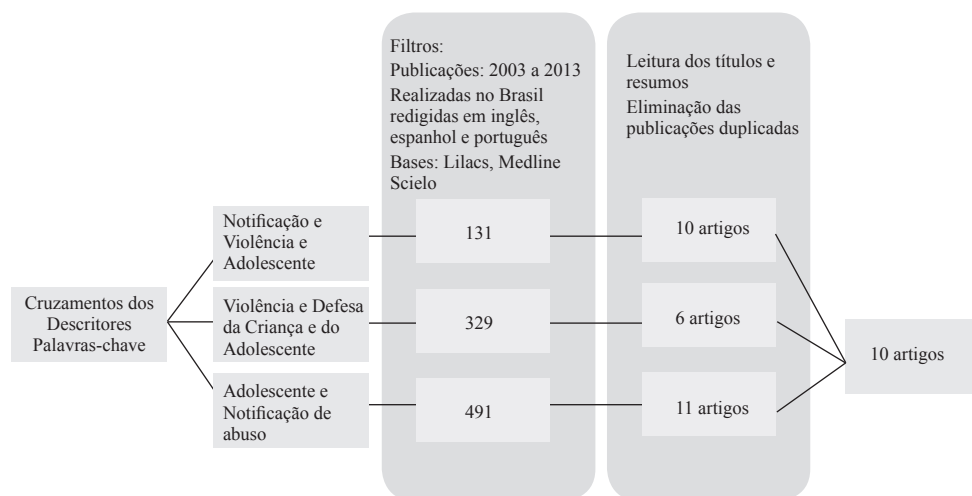 Filtros:
Publicações: 2003 a 2013
Realizadas no Brasil
redigidas em inglês,
espanhol e português
Bases: Lilacs, Medline
Scielo
Leitura dos títulos e
resumos
Eliminação das
publicações duplicadas
Cruzamentos dos
Descritores
Palavras-chave
Notificação e
Violência e
Adolescente
131
10 artigos
Violência e Defesa
da Criança e do
Adolescente
329
6 artigos
Adolescente e
Notificação de
abuso
491
11 artigos
10 artigos